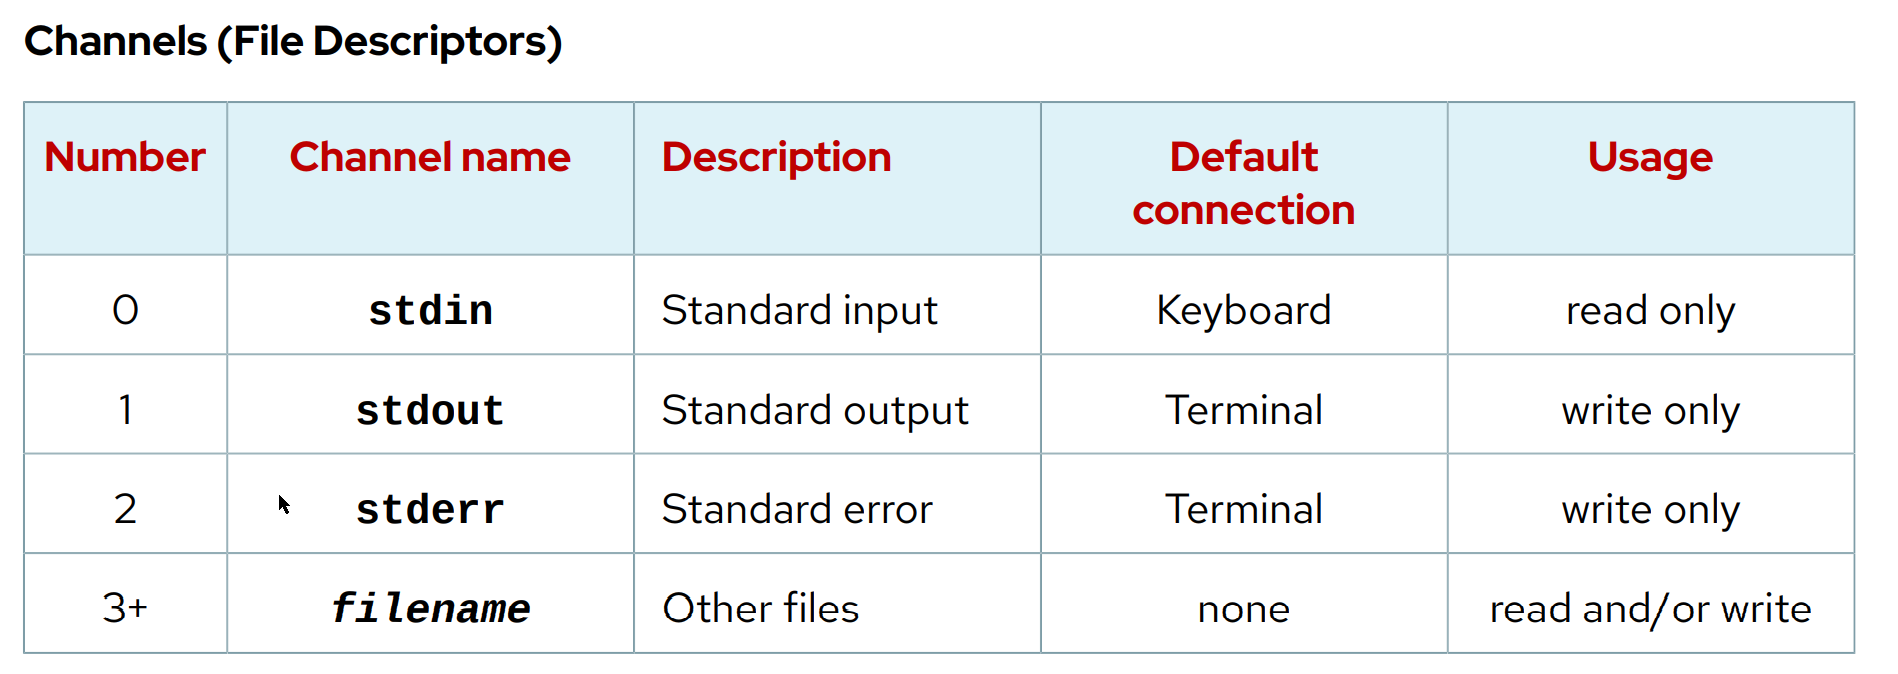 Channels (File Descriptors)
Number Channel name Description Default connection Usage
0 stdin Standard input Keyboard read only
1 stdout Standard output Terminal write only
2 stderr Standard error Terminal write only
3+ filename Other files none read and/or write